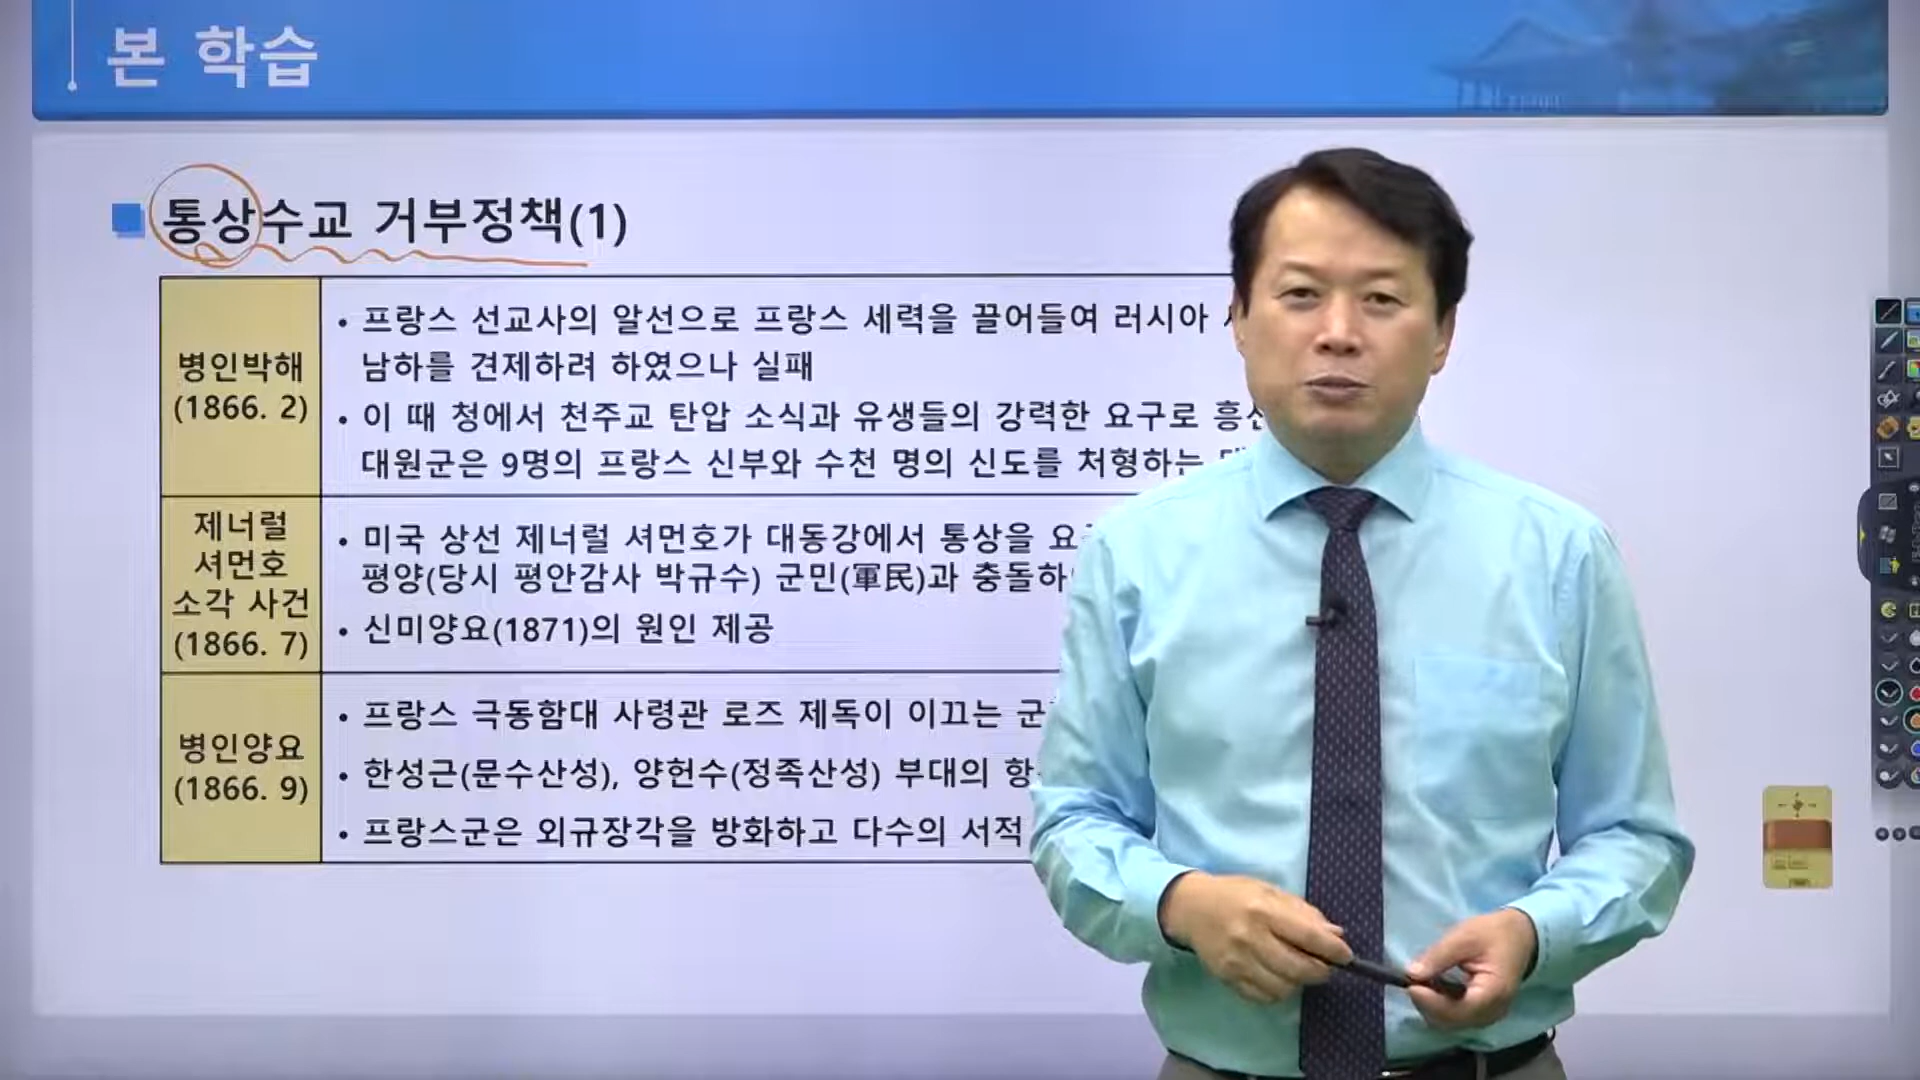 본 학습
통상수교 거부정책(1)
병인박해
(1866. 2)
• 프랑스 선교사의 알선으로 프랑스 세력을 끌어들여 러시아
남하를 견제하려 하였으나 실패
• 이 때 청에서 천주교 탄압 소식과 유생들의 강력한 요구로
대원군은 9명의 프랑스 신부와 수천 명의 신도를 처형하는
제너럴
셔먼호
소각 사건
(1866. 7)
• 미국 상선 제너럴 셔먼호가 대동강에서 통상을
평양(당시 평안감사 박규수) 군민(軍民)과
• 신미양요(1871)의 원인 제공
병인양요
(1866. 9)
• 프랑스 극동함대 사령관 로즈 제독이 이끄는
• 한성근(문수산성), 양헌수(정족산성) 부대의
• 프랑스군은 외규장각을 방화하고 다수의 서적